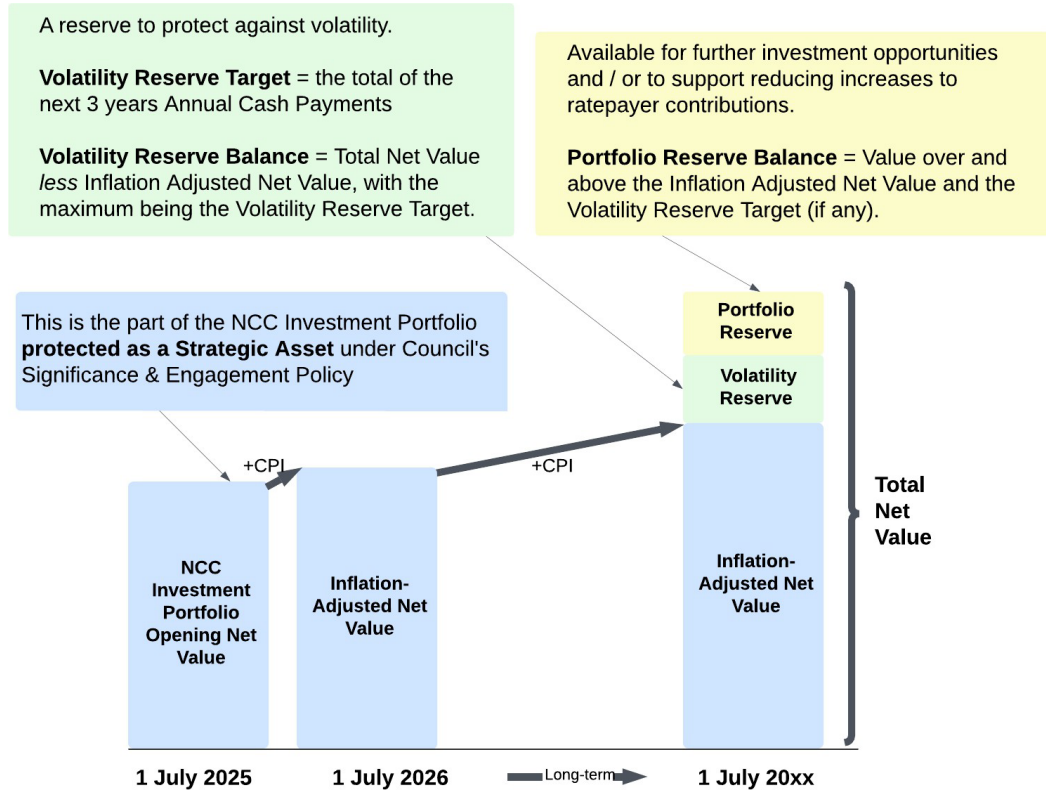 A reserve to protect against volatility.
Volatility Reserve Target = the total of the
next 3 years Annual Cash Payments
Volatility Reserve Balance = Total Net Value
less Inflation Adjusted Net Value, with the
maximum being the Volatility Reserve Target.
Available for further investment opportunities
and / or to support reducing increases to
ratepayer contributions.
Portfolio Reserve Balance = Value over and
above the Inflation Adjusted Net Value and the
Volatility Reserve Target (if any).
This is the part of the NCC Investment Portfolio
protected as a Strategic Asset under Council's
Significance & Engagement Policy
Portfolio
Reserve
Volatility
Reserve
+CPI
+CPI
Total
Net
Value
NCC
Investment
Portfolio
Opening Net
Value
Inflation-
Adjusted Net
Value
Inflation-
Adjusted Net
Value
1 July 2025
1 July 2026
Long-term
1 July 20xx